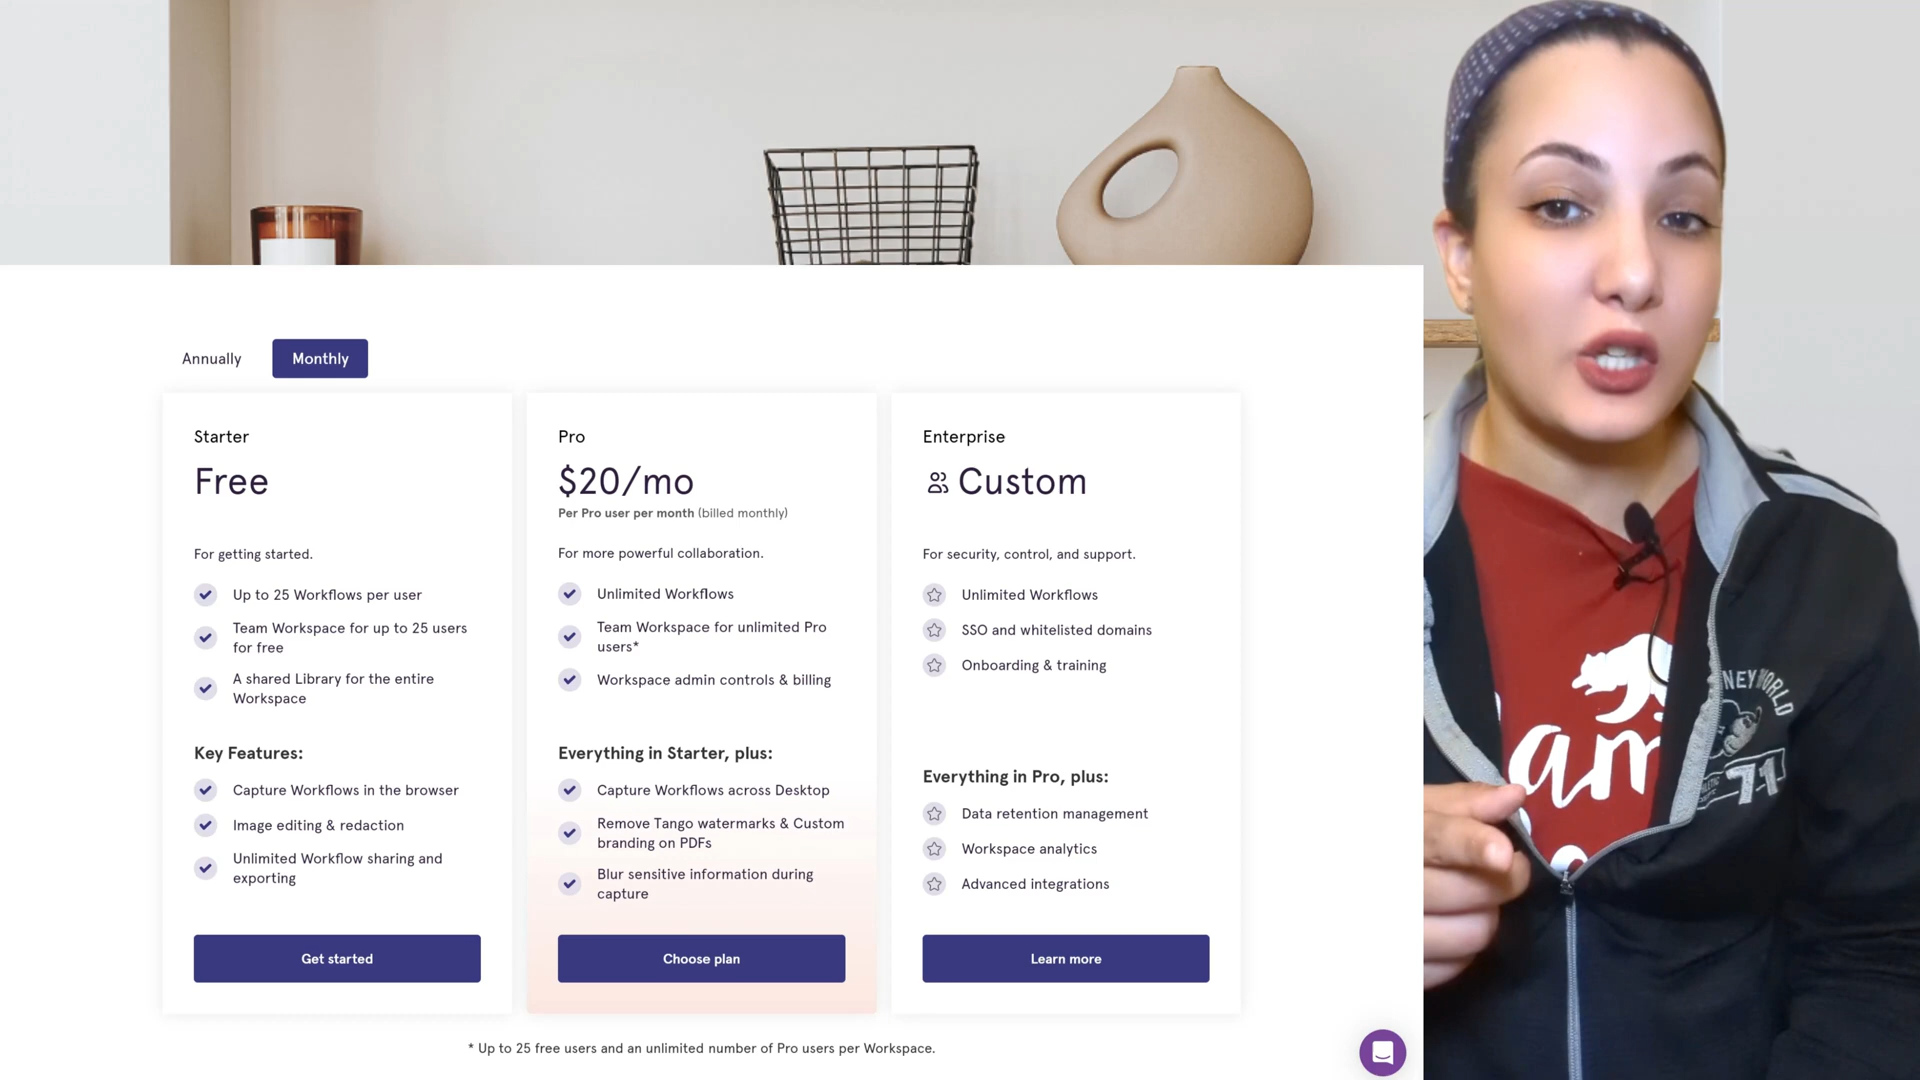 Annually
Monthly
Starter
Free
For getting started.
Up to 25 Workflows per user
Team Workspace for up to 25 users
for free
A shared Library for the entire
Workspace
Key Features:
Capture Workflows in the browser
Image editing & redaction
Unlimited Workflow sharing and
exporting
Get started
Pro
$20/mo
Per Pro user per month (billed monthly)
For more powerful collaboration.
Unlimited Workflows
Team Workspace for unlimited Pro
users*
Workspace admin controls & billing
Everything in Starter, plus:
Capture Workflows across Desktop
Remove Tango watermarks & Custom
branding on PDFs
Blur sensitive information during
capture
Choose plan
Enterprise
Custom
For security, control, and support.
Unlimited Workflows
SSO and whitelisted domains
Onboarding & training
Everything in Pro, plus:
Data retention management
Workspace analytics
Advanced integrations
Learn more
* Up to 25 free users and an unlimited number of Pro users per Workspace.
am
NEY WORLD
71